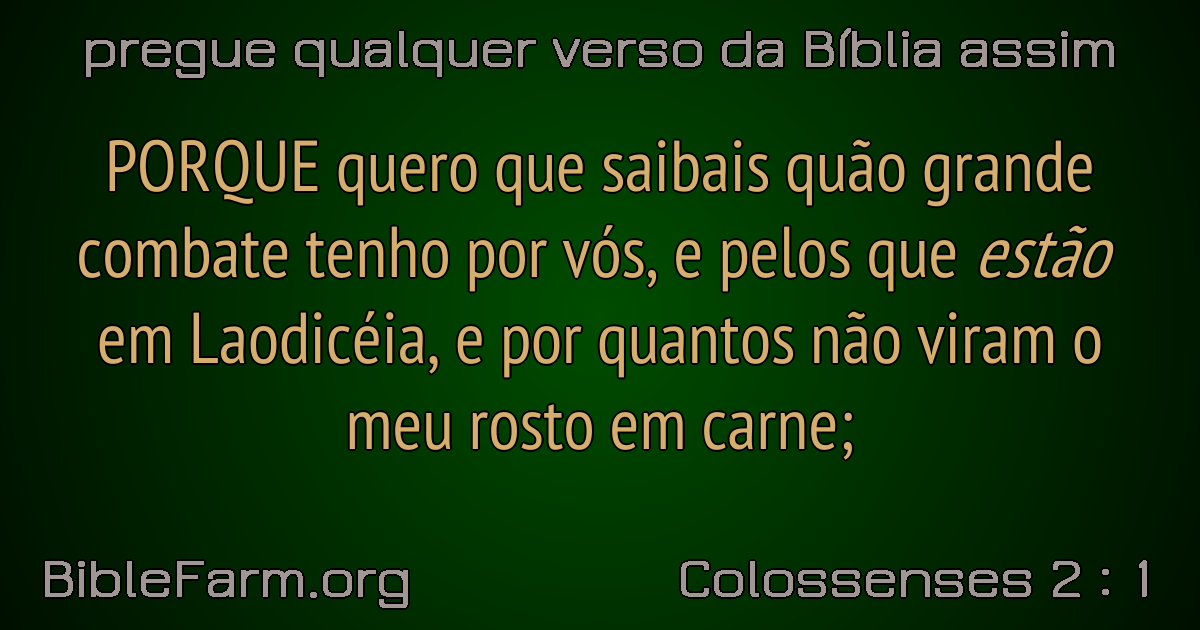 pregue qualquer verso da Bíblia assim
PORQUE quero que saibais quão grande
combate tenho por vós, e pelos que estão
em Laodicéia, e por quantos não viram o
meu rosto em carne;
BibleFarm.org
Colossenses 2 : 1